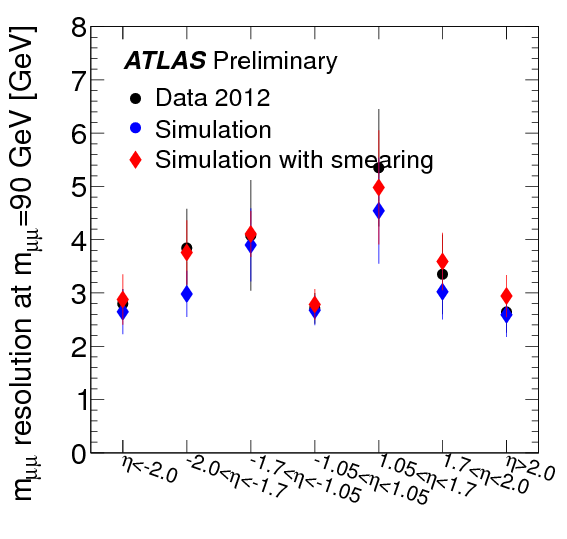 m_μμ resolution at m_μμ=90 GeV [GeV]
8
7
6
5
4
3
2
1
0
ATLAS Preliminary
Data 2012
Simulation
Simulation with smearing
η<-2.0
-2.0<η<-1.7
-1.7<η<-1.05
-1.05<η<1.05
1.05<η<1.7
1.7<η<2.0
η>2.0